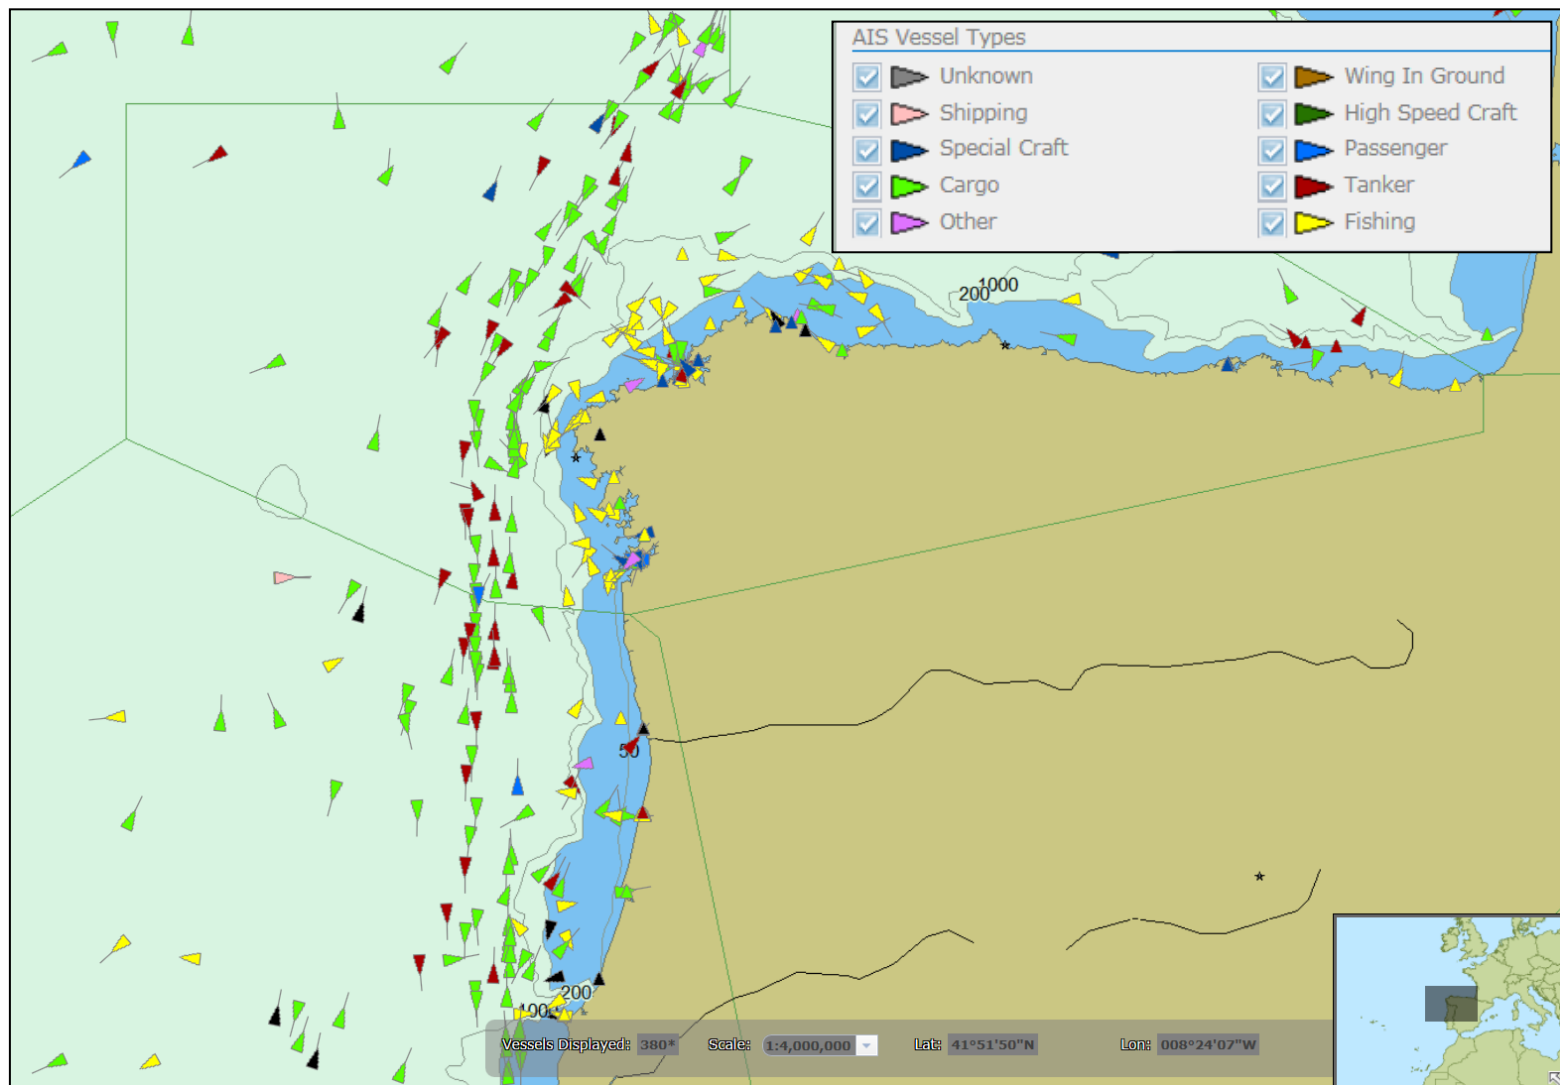 AIS Vessel Types
Unknown
Wing In Ground
Shipping
High Speed Craft
Special Craft
Passenger
Cargo
Tanker
Other
Fishing
1000
200
50
200
Vessels Displayed: 380* Scale: 1:4,000,000 Lat: 41°51'50"N Lon: 008°24'07"W